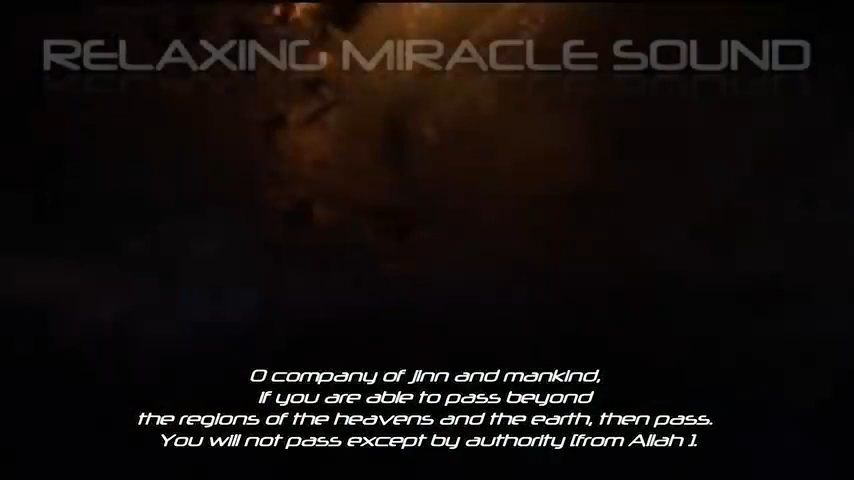 RELAXING MIRACLE SOUND
O company of jinn and mankind,
if you are able to pass beyond
the regions of the heavens and the earth, then pass.
You will not pass except by authority [from Allah ].